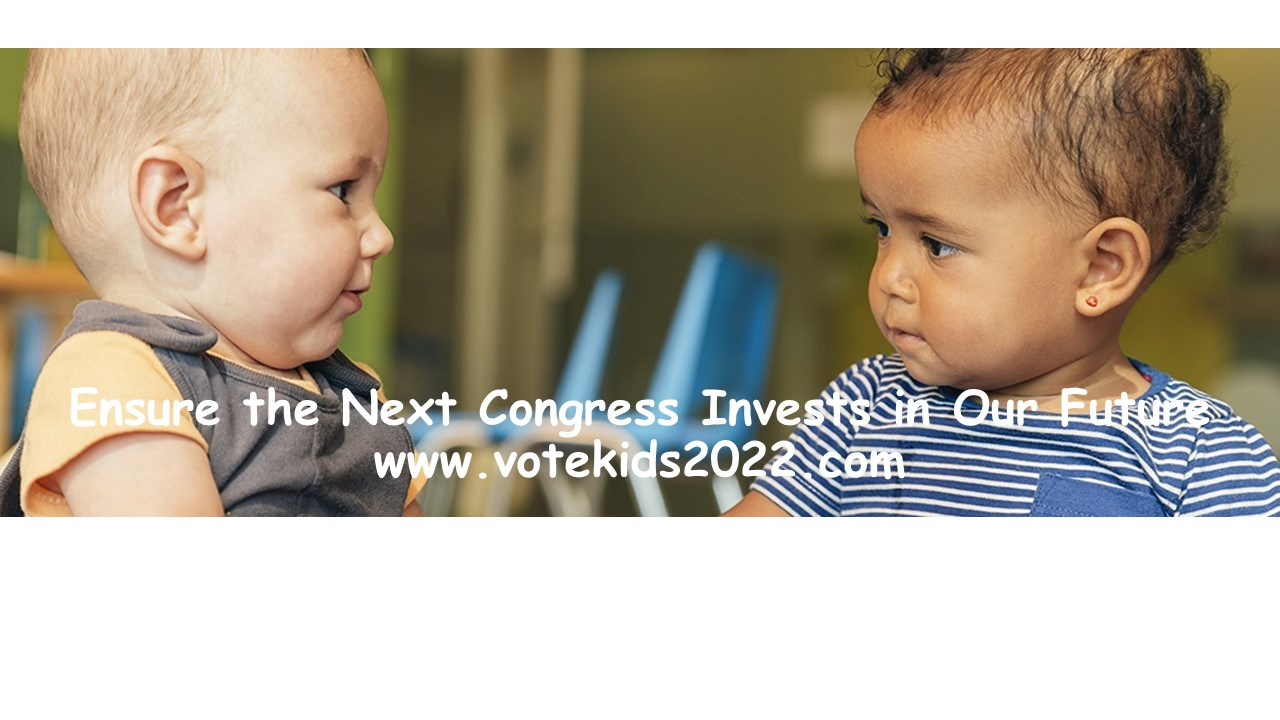 Ensure the Next Congress Invests in Our Future
www.votekids2022.com